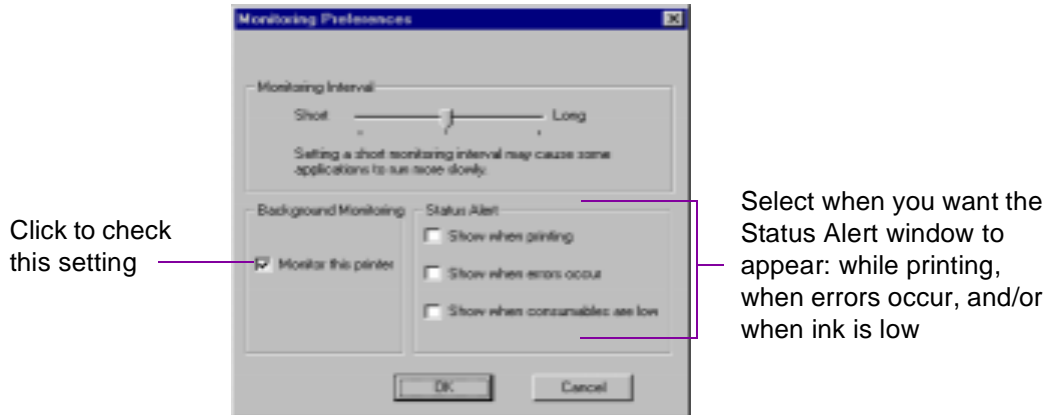 Monitoring Preferences
Monitoring Interval
Short
Long
Setting a short monitoring interval may cause some
applications to run more slowly.
Background Monitoring
Monitor this printer
Status Alert
Show when printing
Show when errors occur
Show when consumables are low
OK
Cancel
Click to check
this setting
Select when you want the
Status Alert window to
appear: while printing,
when errors occur, and/or
when ink is low